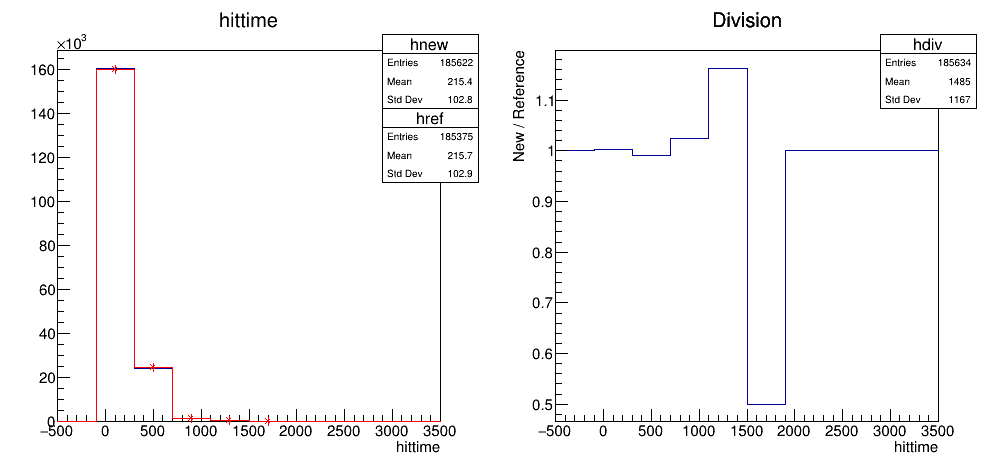 hittime
×10³
hnew
Entries 185622
Mean 215.4
Std Dev 102.8
href
Entries 185375
Mean 215.7
Std Dev 102.9
160
140
120
100
80
60
40
20
0
−500 0 500 1000 1500 2000 2500 3000 3500
hittime
Division
hdiv
Entries 185634
Mean 1485
Std Dev 1167
New / Reference
1.1
1
0.9
0.8
0.7
0.6
0.5
−500 0 500 1000 1500 2000 2500 3000 3500
hittime